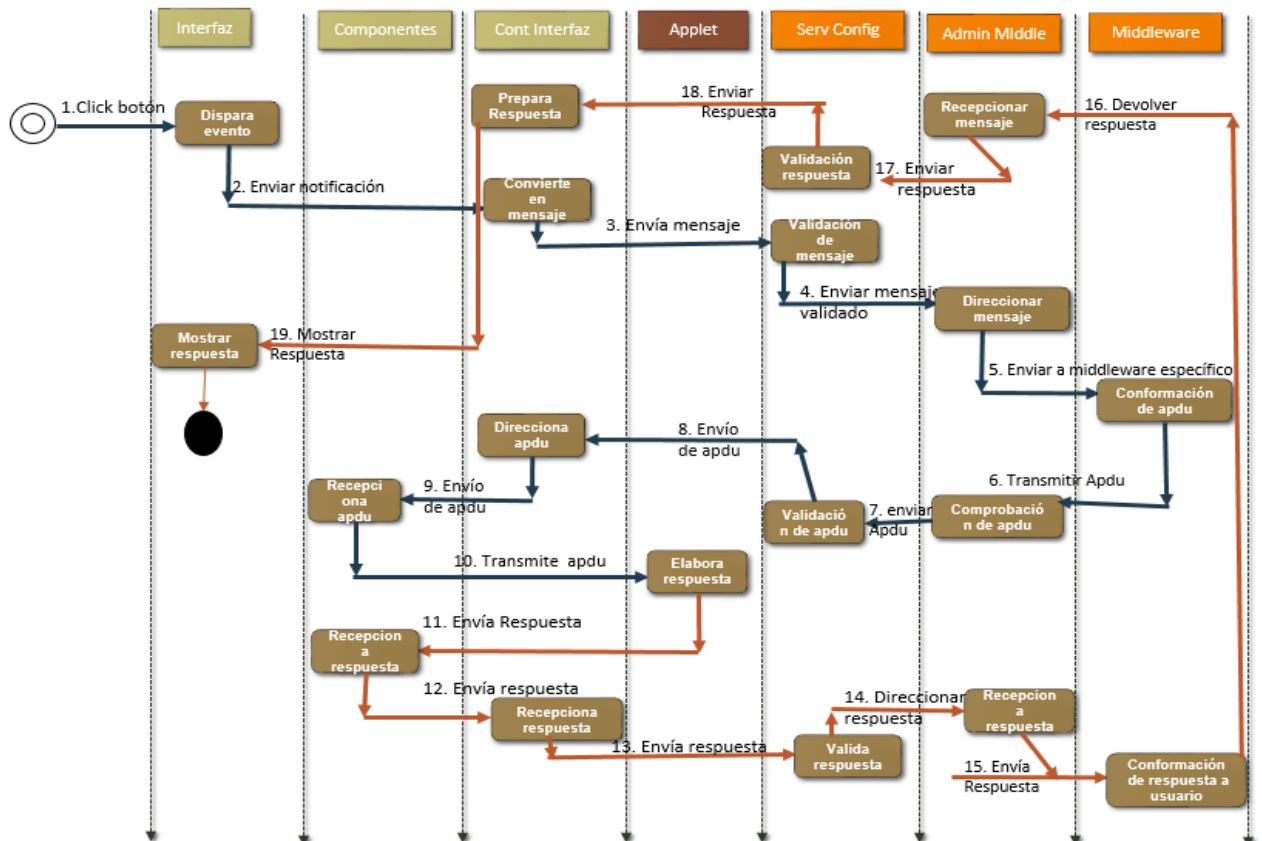 Interfaz
Componentes
Cont Interfaz
Applet
Serv Config
Admin MIddle
Middleware
1.Click botón
Dispara
evento
Prepara
Respuesta
18. Enviar
Respuesta
Recepcionar
mensaje
16. Devolver
respuesta
Validación
respuesta
17. Enviar
respuesta
2. Enviar notificación
Convierte
en
mensaje
3. Envía mensaje
Validación
de
mensaje
4. Enviar mensaje
validado
Direccionar
mensaje
Mostrar
respuesta
19. Mostrar
Respuesta
5. Enviar a middleware específico
Conformación
de apdu
Direcciona
apdu
8. Envío
de apdu
6. Transmitir Apdu
Recepci
ona
apdu
9. Envío
de apdu
Validació
n de apdu
7. enviar
Apdu
Comprobació
n de apdu
10. Transmite apdu
Elabora
respuesta
11. Envía Respuesta
Recepcion
a
respuesta
12. Envía respuesta
Recepciona
respuesta
13. Envía respuesta
Valida
respuesta
14. Direccionar
respuesta
Recepcion
a
respuesta
15. Envía
Respuesta
Conformación
de respuesta a
usuario